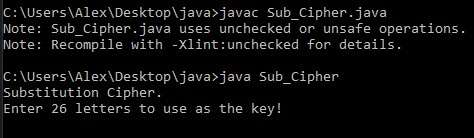 C:\Users\Alex\Desktop\java>javac Sub_Cipher.java
Note: Sub_Cipher.java uses unchecked or unsafe operations.
Note: Recompile with -Xlint:unchecked for details.
C:\Users\Alex\Desktop\java>java Sub_Cipher
Substitution Cipher.
Enter 26 letters to use as the key!